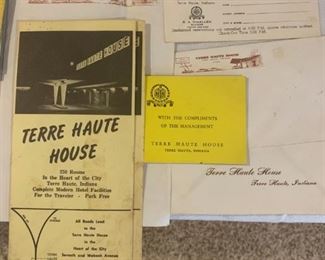 TERRE HAUTE HOUSE
TERRE HAUTE
HOUSE
250 Rooms
In the Heart of the City
Terre Haute, Indiana
Complete Modern Hotel Facilities
For the Traveler - Park Free
All Roads Lead
to the
Terre Haute House
in the
Heart of the City
Seventh and Wabash Avenue
WITH THE COMPLIMENTS
OF THE MANAGEMENT
TERRE HAUTE HOUSE
TERRE HAUTE, INDIANA
Terre Haute, Indiana
TERRE HAUTE HOUSE
Terre Haute House
Terre Haute, Indiana